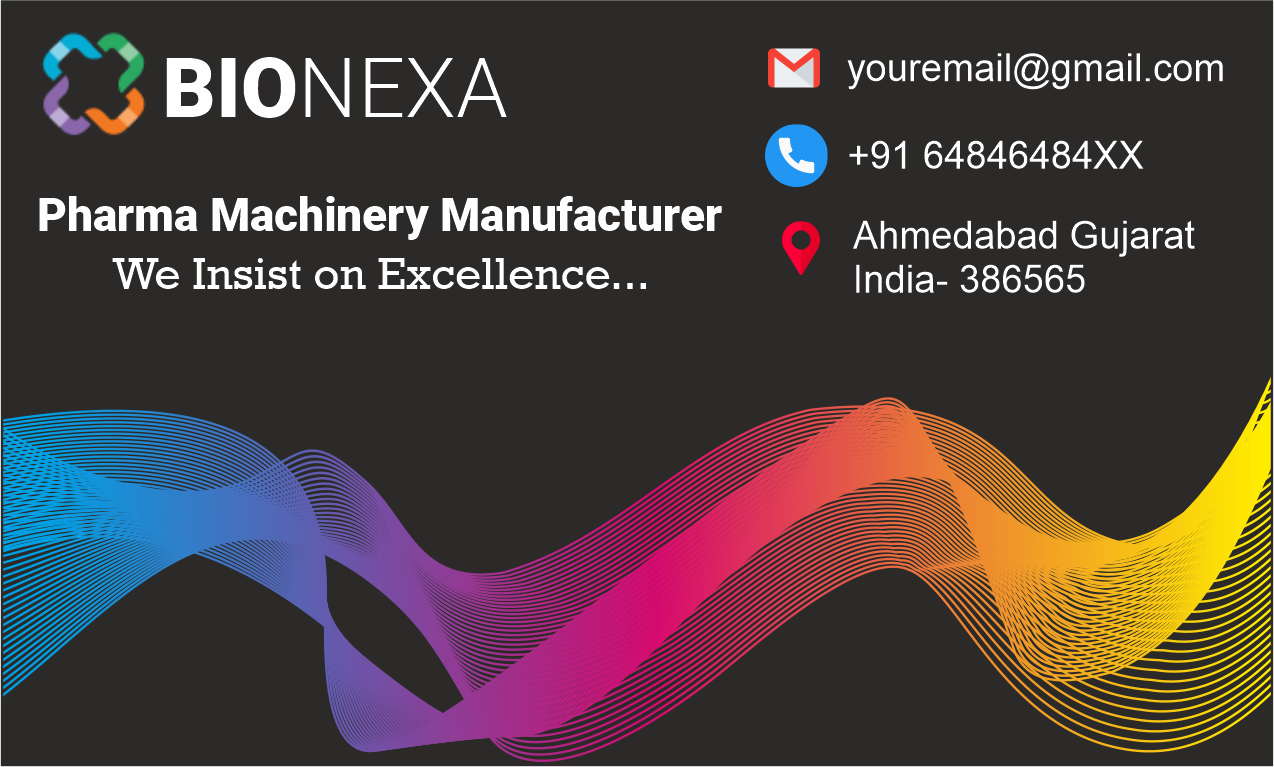 BIONEXA
Pharma Machinery Manufacturer
We Insist on Excellence...
youremail@gmail.com
+91 64846484XX
Ahmedabad Gujarat
India- 386565